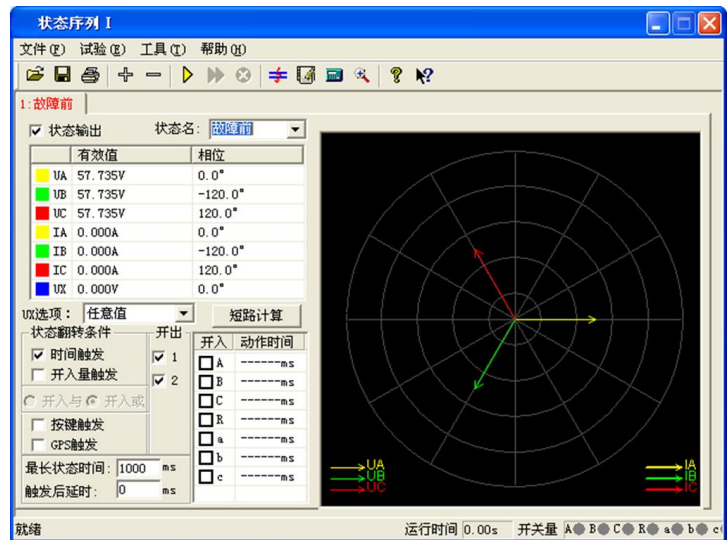 状态序列 I
文件(F) 试验(E) 工具(T) 帮助(H)
1:故障前
状态输出 状态名: 故障前
有效值 相位
UA 57.735V 0.0°
UB 57.735V -120.0°
UC 57.735V 120.0°
IA 0.000A 0.0°
IB 0.000A -120.0°
IC 0.000A 120.0°
UX 0.000V 0.0°
UX选项: 任意值 短路计算
状态翻转条件 开出 开入 动作时间
时间触发 1 A ------ms
开入量触发 2 B ------ms
开入与 开入或 C ------ms
R ------ms
按键触发 a ------ms
GPS触发 b ------ms
最长状态时间: 1000 ms c ------ms
触发后延时: 0 ms
UA IA
UB IB
UC IC
就绪 运行时间 0.00s 开关量 A B C R a b c